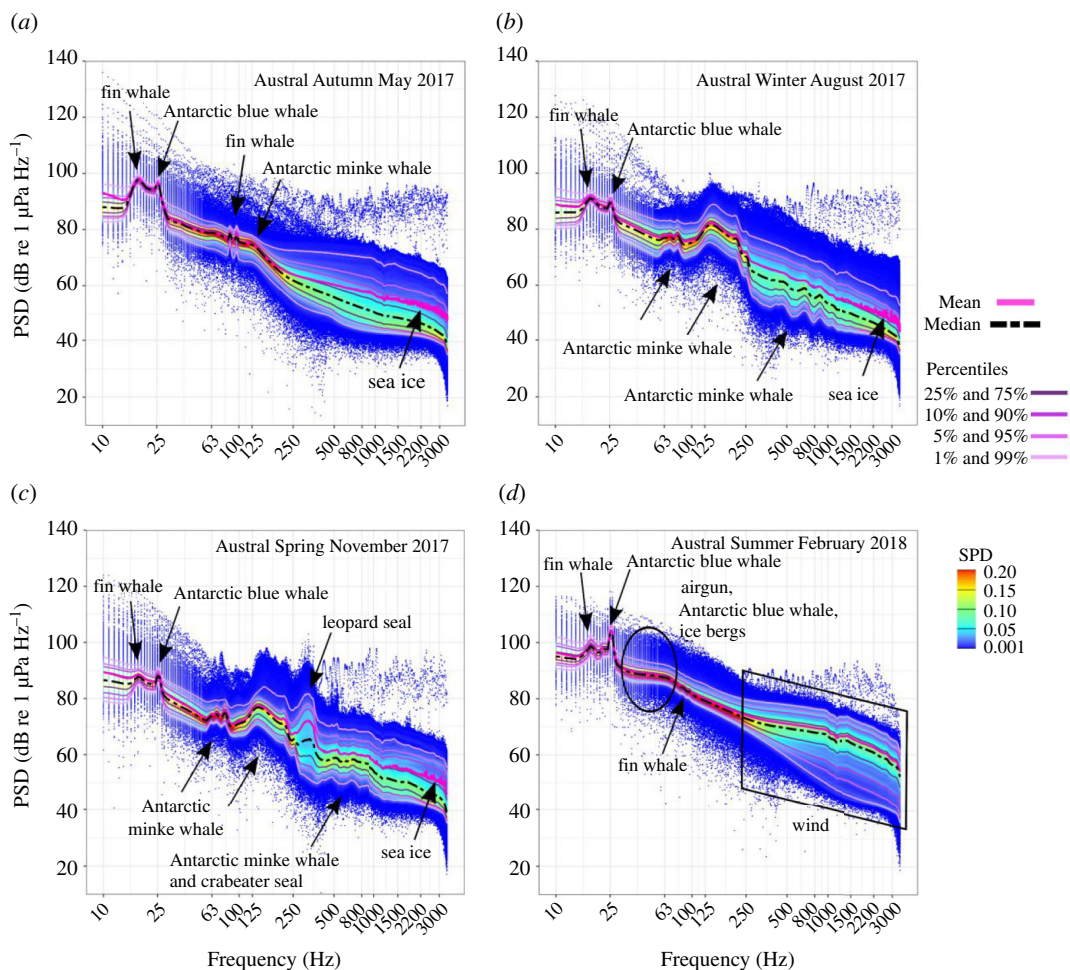 (a)
Austral Autumn May 2017
fin whale
Antarctic blue whale
fin whale
Antarctic minke whale
sea ice
PSD (dB re 1 µPa Hz⁻¹)
140
120
100
80
60
40
20
10 25 63 100 125 250 500 800 1000 1500 2200 3000
(b)
Austral Winter August 2017
fin whale
Antarctic blue whale
Antarctic minke whale
Antarctic minke whale
sea ice
140
120
100
80
60
40
20
10 25 63 100 125 250 500 800 1000 1500 2200 3000
Mean
Median
Percentiles
25% and 75%
10% and 90%
5% and 95%
1% and 99%
(c)
Austral Spring November 2017
fin whale
Antarctic blue whale
leopard seal
Antarctic
minke whale
Antarctic minke whale
and crabeater seal
sea ice
PSD (dB re 1 µPa Hz⁻¹)
140
120
100
80
60
40
20
10 25 63 100 125 250 500 800 1000 1500 2200 3000
Frequency (Hz)
(d)
Austral Summer February 2018
fin whale
Antarctic blue whale
airgun,
Antarctic blue whale,
ice bergs
fin whale
wind
140
120
100
80
60
40
20
10 25 63 100 125 250 500 800 1000 1500 2200 3000
Frequency (Hz)
SPD
0.20
0.15
0.10
0.05
0.001